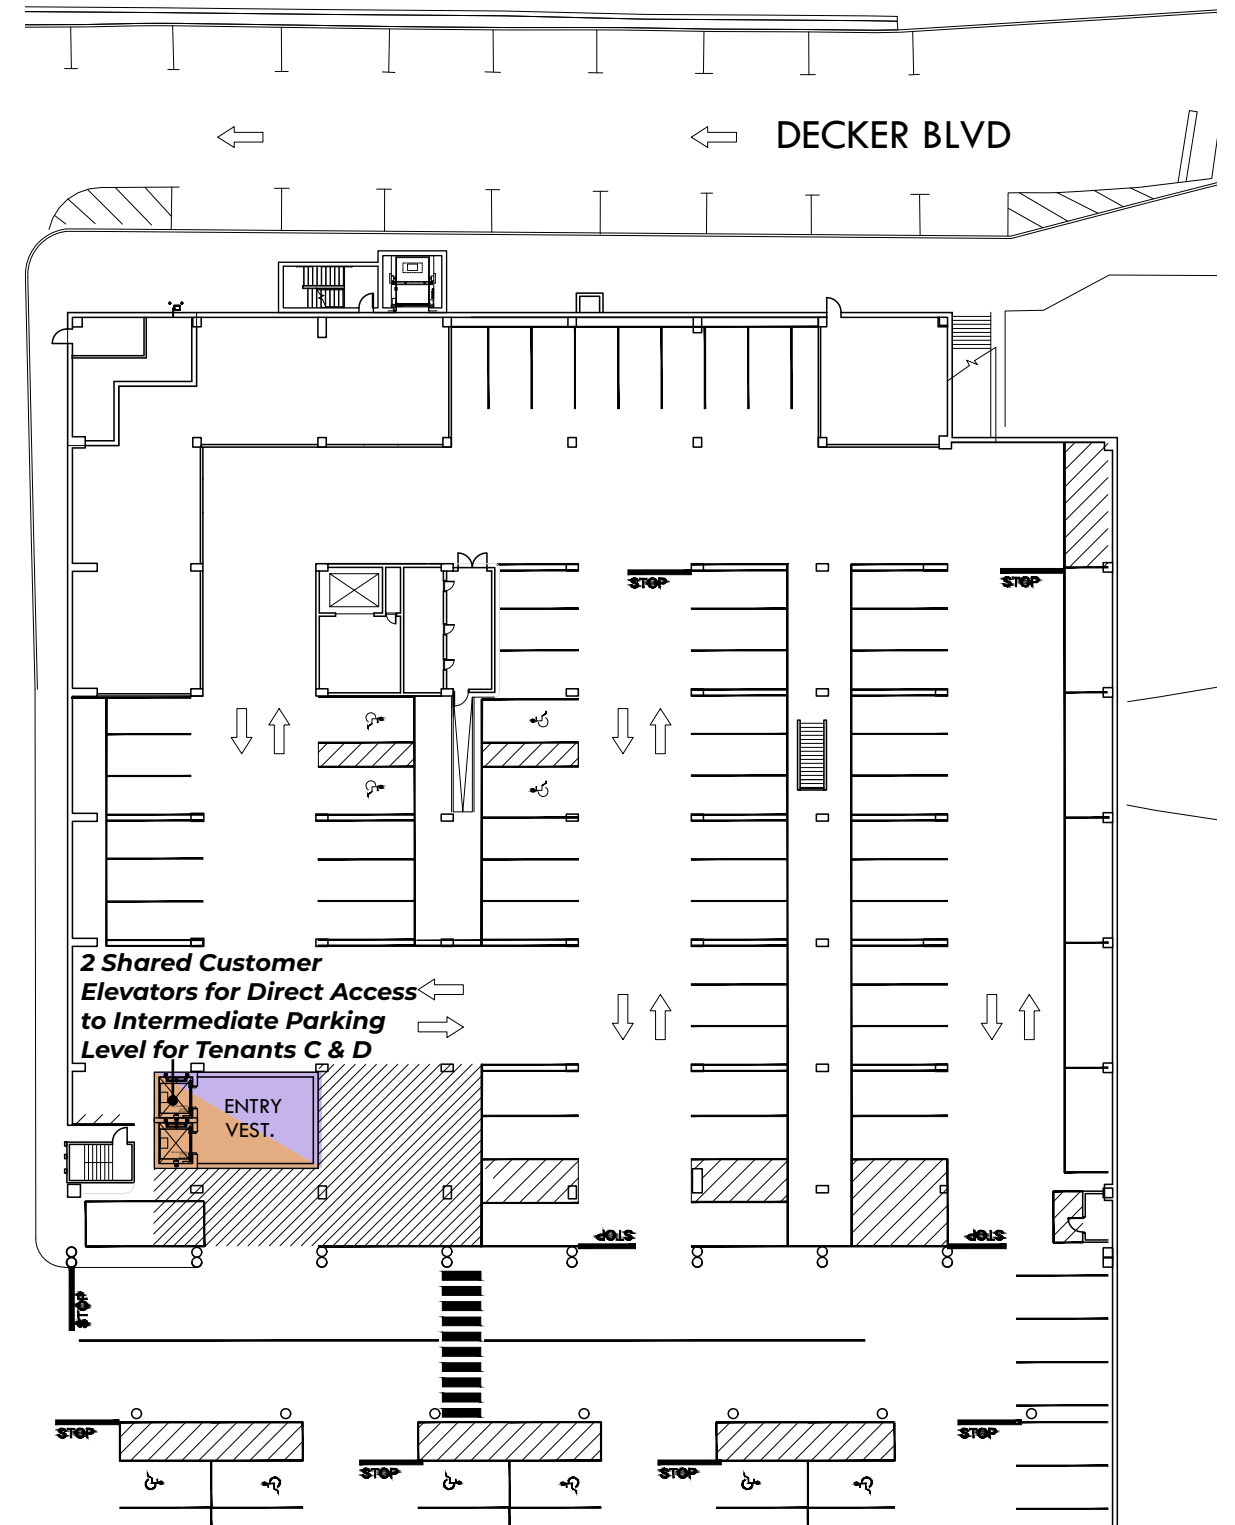 DECKER BLVD
STOP
STOP
2 Shared Customer
Elevators for Direct Access
to Intermediate Parking
Level for Tenants C & D
ENTRY
VEST.
STOP
STOP
STOP
STOP
STOP
STOP
STOP